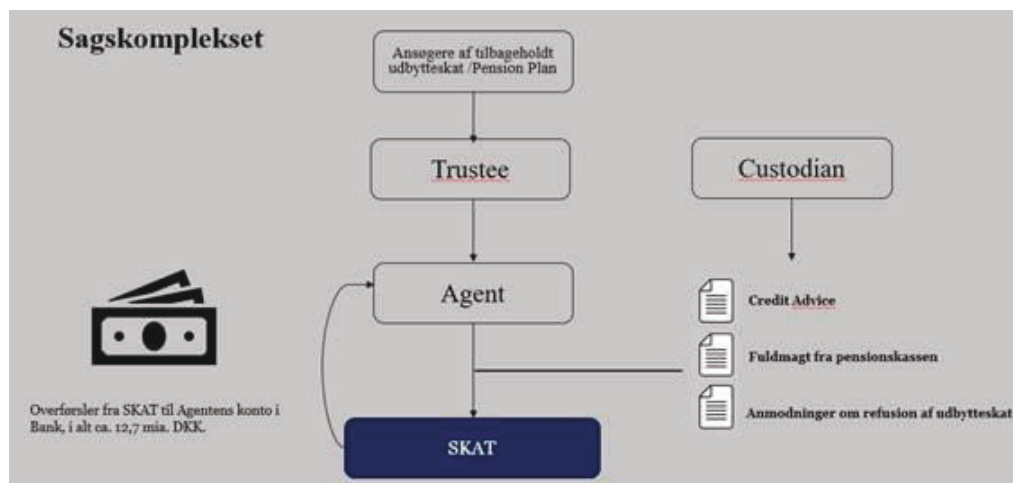 Sagskomplekset
Ansøgere af tilbageholdt
udbytteskat /Pension Plan
Trustee
Custodian
Agent
Credit Advice
Fuldmagt fra pensionskassen
Anmodninger om refusion af udbytteskat
Overførsler fra SKAT til Agentens konto i
Bank, i alt ca. 12,7 mia. DKK.
SKAT